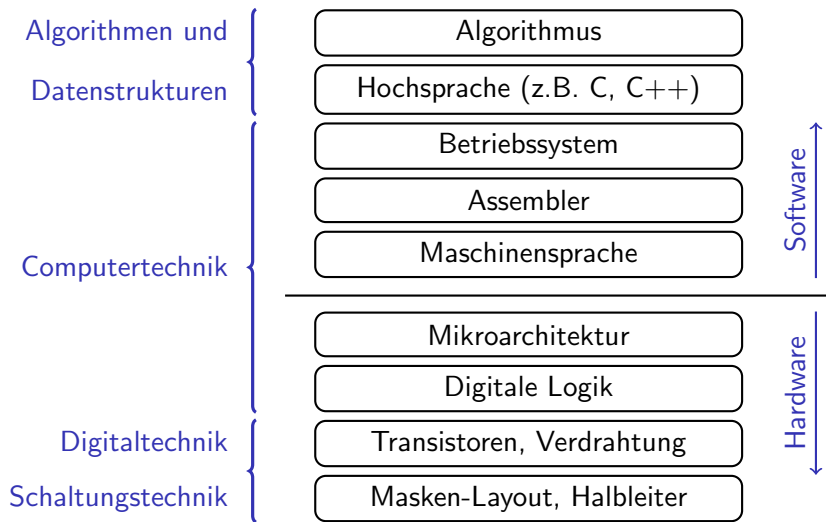 Algorithmen und
Datenstrukturen
Computertechnik
Digitaltechnik
Schaltungstechnik
Algorithmus
Hochsprache (z.B. C, C++)
Betriebssystem
Assembler
Maschinensprache
Mikroarchitektur
Digitale Logik
Transistoren, Verdrahtung
Masken-Layout, Halbleiter
Software
Hardware